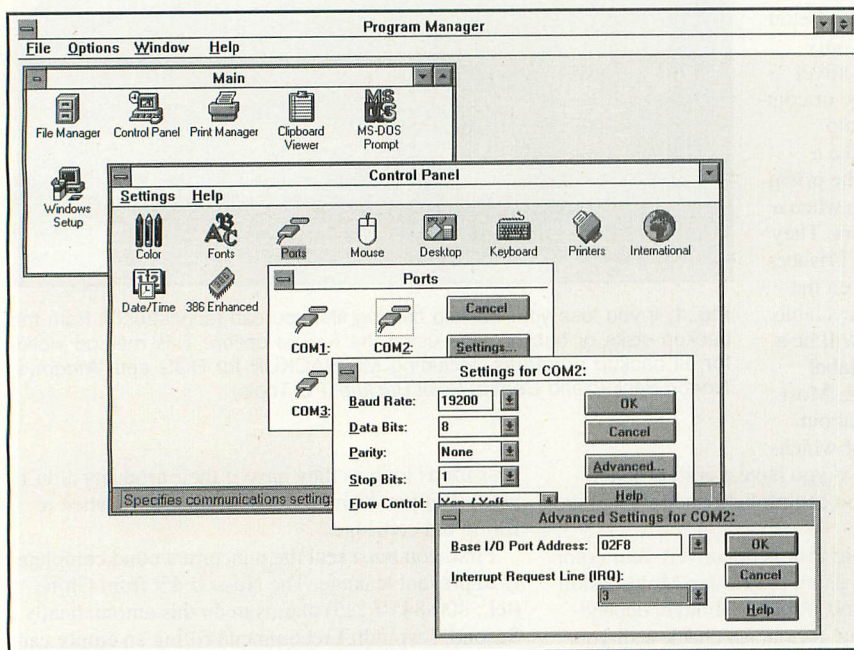 Program Manager
File Options Window Help
Main
File Manager Control Panel Print Manager Clipboard Viewer MS-DOS Prompt
Windows Setup
Control Panel
Settings Help
Color Fonts Ports Mouse Desktop Keyboard Printers International
Date/Time 386 Enhanced
Ports
COM1: COM2: Cancel
Settings...
COM3:
Settings for COM2:
Baud Rate: 19200 OK
Data Bits: 8 Cancel
Parity: None Advanced...
Stop Bits: 1 Help
Flow Control: Xon / Xoff
Specifies communications setting
Advanced Settings for COM2:
Base I/O Port Address: 02F8 OK
Interrupt Request Line (IRQ): Cancel
3
Help